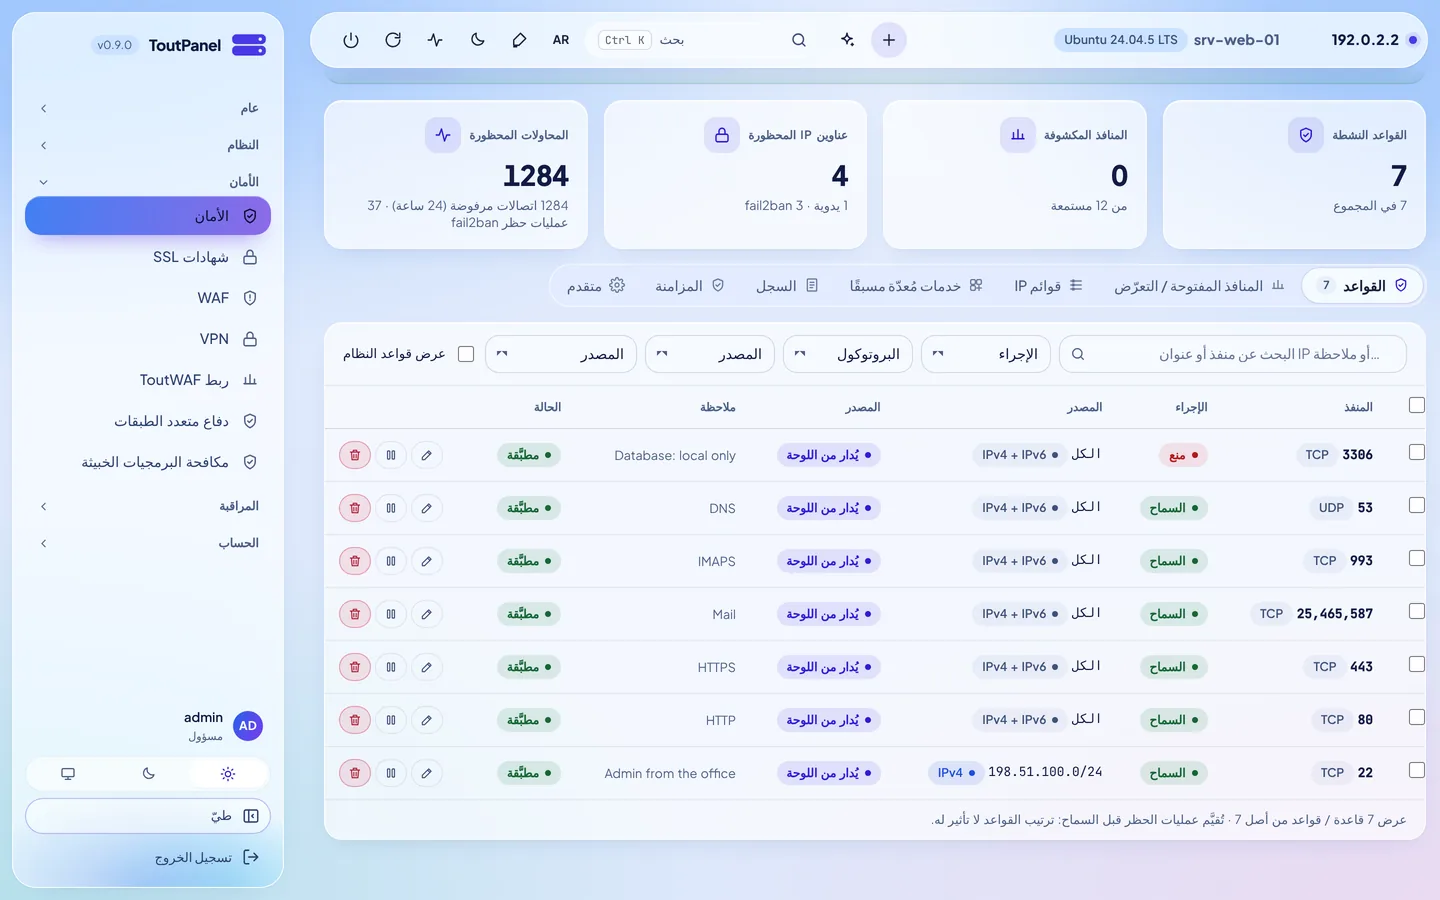 ToutPanel v0.9.0
عام
النظام
الأمان
الأمان
شهادات SSL
WAF
VPN
ربط ToutWAF
دفاع متعدد الطبقات
مكافحة البرمجيات الخبيثة
المراقبة
الحساب
AD admin
مسؤول
طيّ
تسجيل الخروج
192.0.2.2 srv-web-01 Ubuntu 24.04.5 LTS
بحث Ctrl K AR
القواعد النشطة
7
7 في المجموع
المنافذ المكشوفة
0
من 12 مستمعة
عناوين IP المحظورة
4
1 يدوية · 3 fail2ban
المحاولات المحظورة
1284
1284 اتصالات مرفوضة (24 ساعة) · 37
عمليات حظر fail2ban
القواعد 7 المنافذ المفتوحة / التعرّض قوائم IP خدمات مُعدّة مسبقًا السجل المزامنة متقدم
...أو ملاحظة IP البحث عن منفذ أو عنوان الإجراء البروتوكول المصدر المصدر عرض قواعد النظام
المنفذ الإجراء المصدر المصدر ملاحظة الحالة
3306 TCP منع الكل IPv4 + IPv6 يُدار من اللوحة Database: local only مطبَّقة
53 UDP السماح الكل IPv4 + IPv6 يُدار من اللوحة DNS مطبَّقة
993 TCP السماح الكل IPv4 + IPv6 يُدار من اللوحة IMAPS مطبَّقة
25,465,587 TCP السماح الكل IPv4 + IPv6 يُدار من اللوحة Mail مطبَّقة
443 TCP السماح الكل IPv4 + IPv6 يُدار من اللوحة HTTPS مطبَّقة
80 TCP السماح الكل IPv4 + IPv6 يُدار من اللوحة HTTP مطبَّقة
22 TCP السماح 198.51.100.0/24 IPv4 يُدار من اللوحة Admin from the office مطبَّقة
عرض 7 قاعدة / قواعد من أصل 7 · تُقيَّم عمليات الحظر قبل السماح: ترتيب القواعد لا تأثير له.